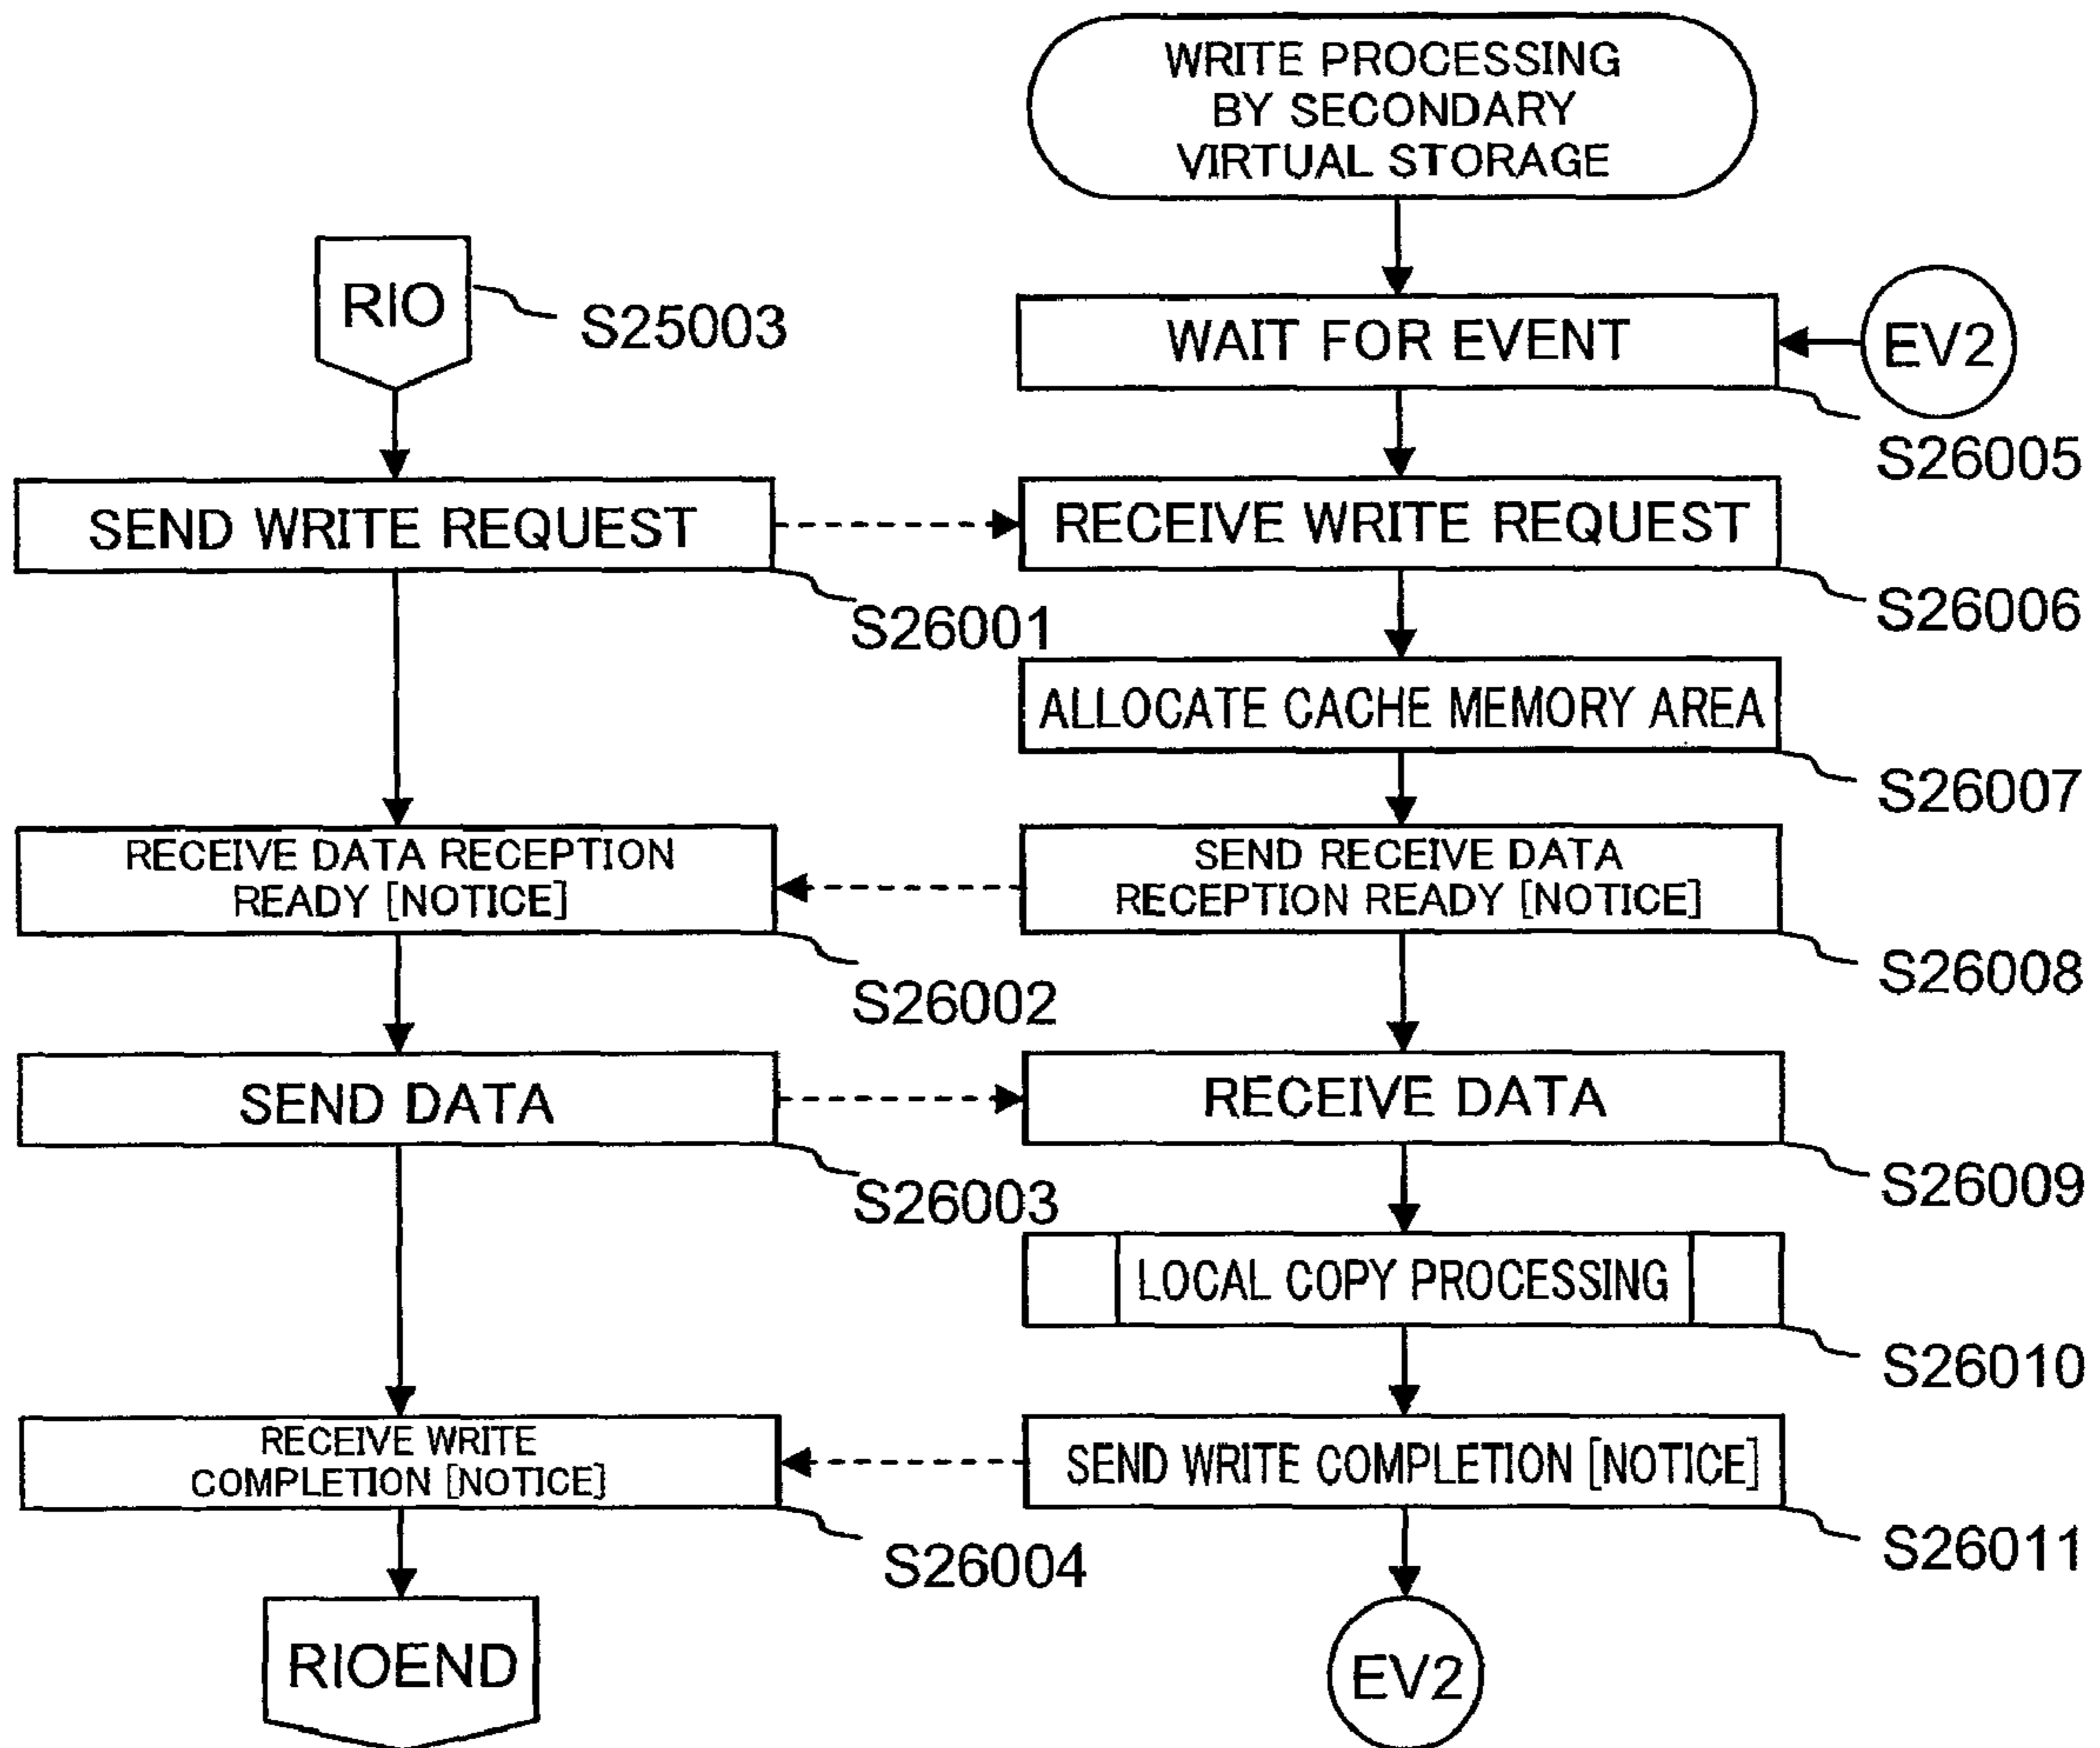 WRITE PROCESSING
BY SECONDARY
VIRTUAL STORAGE
RIO
S25003
WAIT FOR EVENT
EV2
S26005
SEND WRITE REQUEST
RECEIVE WRITE REQUEST
S26001
S26006
ALLOCATE CACHE MEMORY AREA
S26007
RECEIVE DATA RECEPTION
READY [NOTICE]
SEND RECEIVE DATA
RECEPTION READY [NOTICE]
S26002
S26008
SEND DATA
RECEIVE DATA
S26003
S26009
LOCAL COPY PROCESSING
S26010
RECEIVE WRITE
COMPLETION [NOTICE]
SEND WRITE COMPLETION [NOTICE]
S26004
S26011
RIOEND
EV2